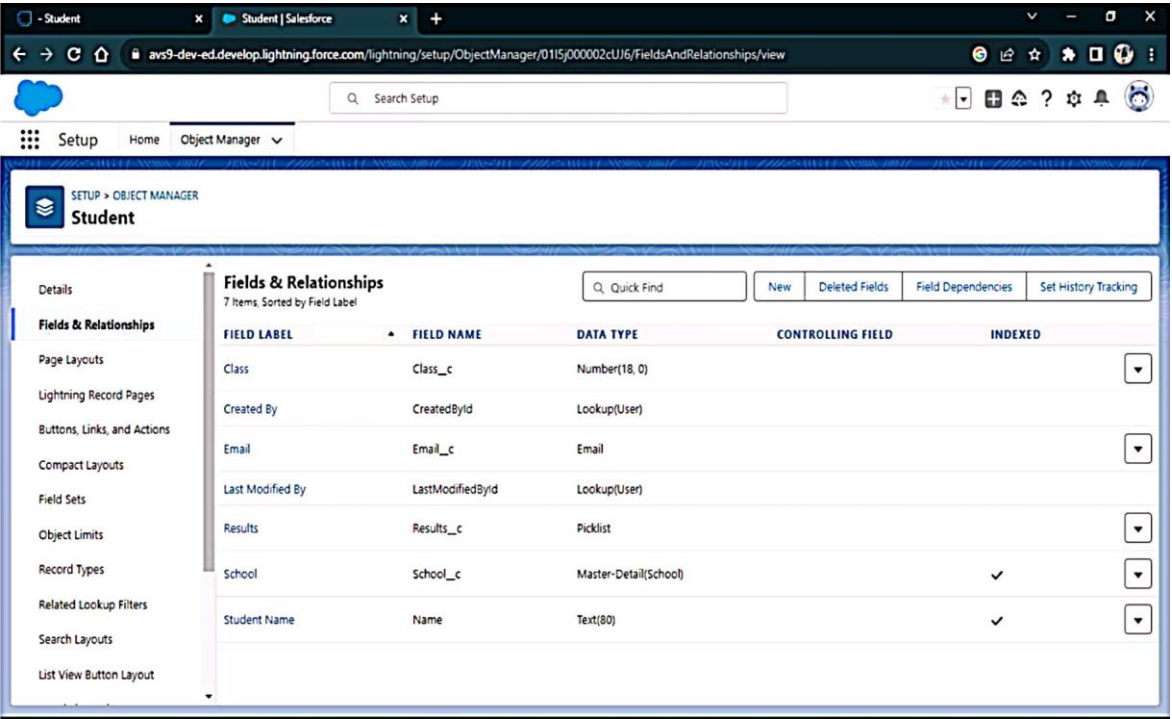 - Student
Student | Salesforce
avs9-dev-ed.develop.lightning.force.com/lightning/setup/ObjectManager/01I5j000002cUJ6/FieldsAndRelationships/view
Search Setup
Setup Home Object Manager
SETUP > OBJECT MANAGER
Student
Details
Fields & Relationships
Page Layouts
Lightning Record Pages
Buttons, Links, and Actions
Compact Layouts
Field Sets
Object Limits
Record Types
Related Lookup Filters
Search Layouts
List View Button Layout
Fields & Relationships
7 Items, Sorted by Field Label
Quick Find
New Deleted Fields Field Dependencies Set History Tracking
FIELD LABEL FIELD NAME DATA TYPE CONTROLLING FIELD INDEXED
Class Class__c Number(18, 0)
Created By CreatedById Lookup(User)
Email Email__c Email
Last Modified By LastModifiedById Lookup(User)
Results Results__c Picklist
School School__c Master-Detail(School)
Student Name Name Text(80)